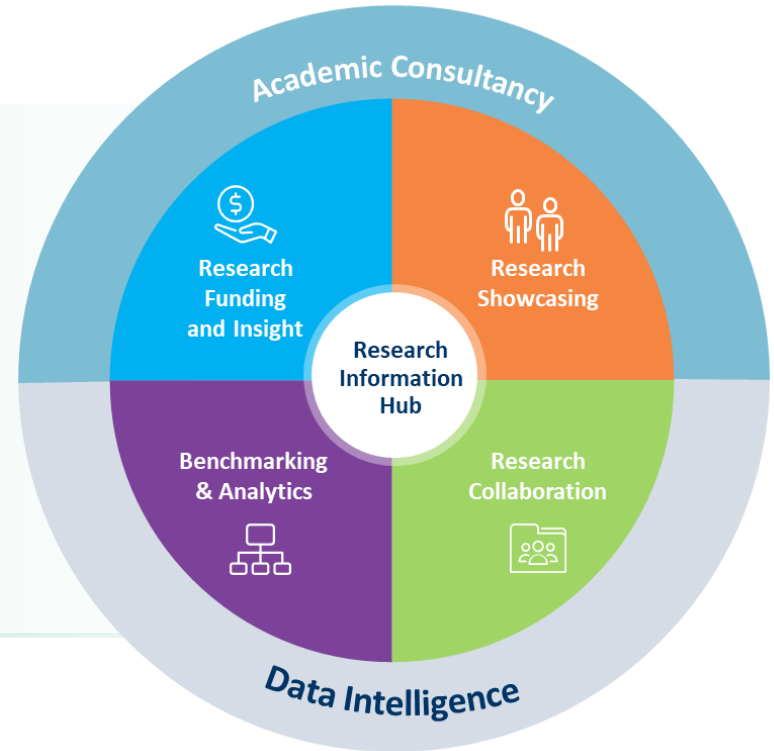 Academic Consultancy
Research
Funding
and Insight
Research
Showcasing
Research
Information
Hub
Benchmarking
& Analytics
Research
Collaboration
Data Intelligence
$